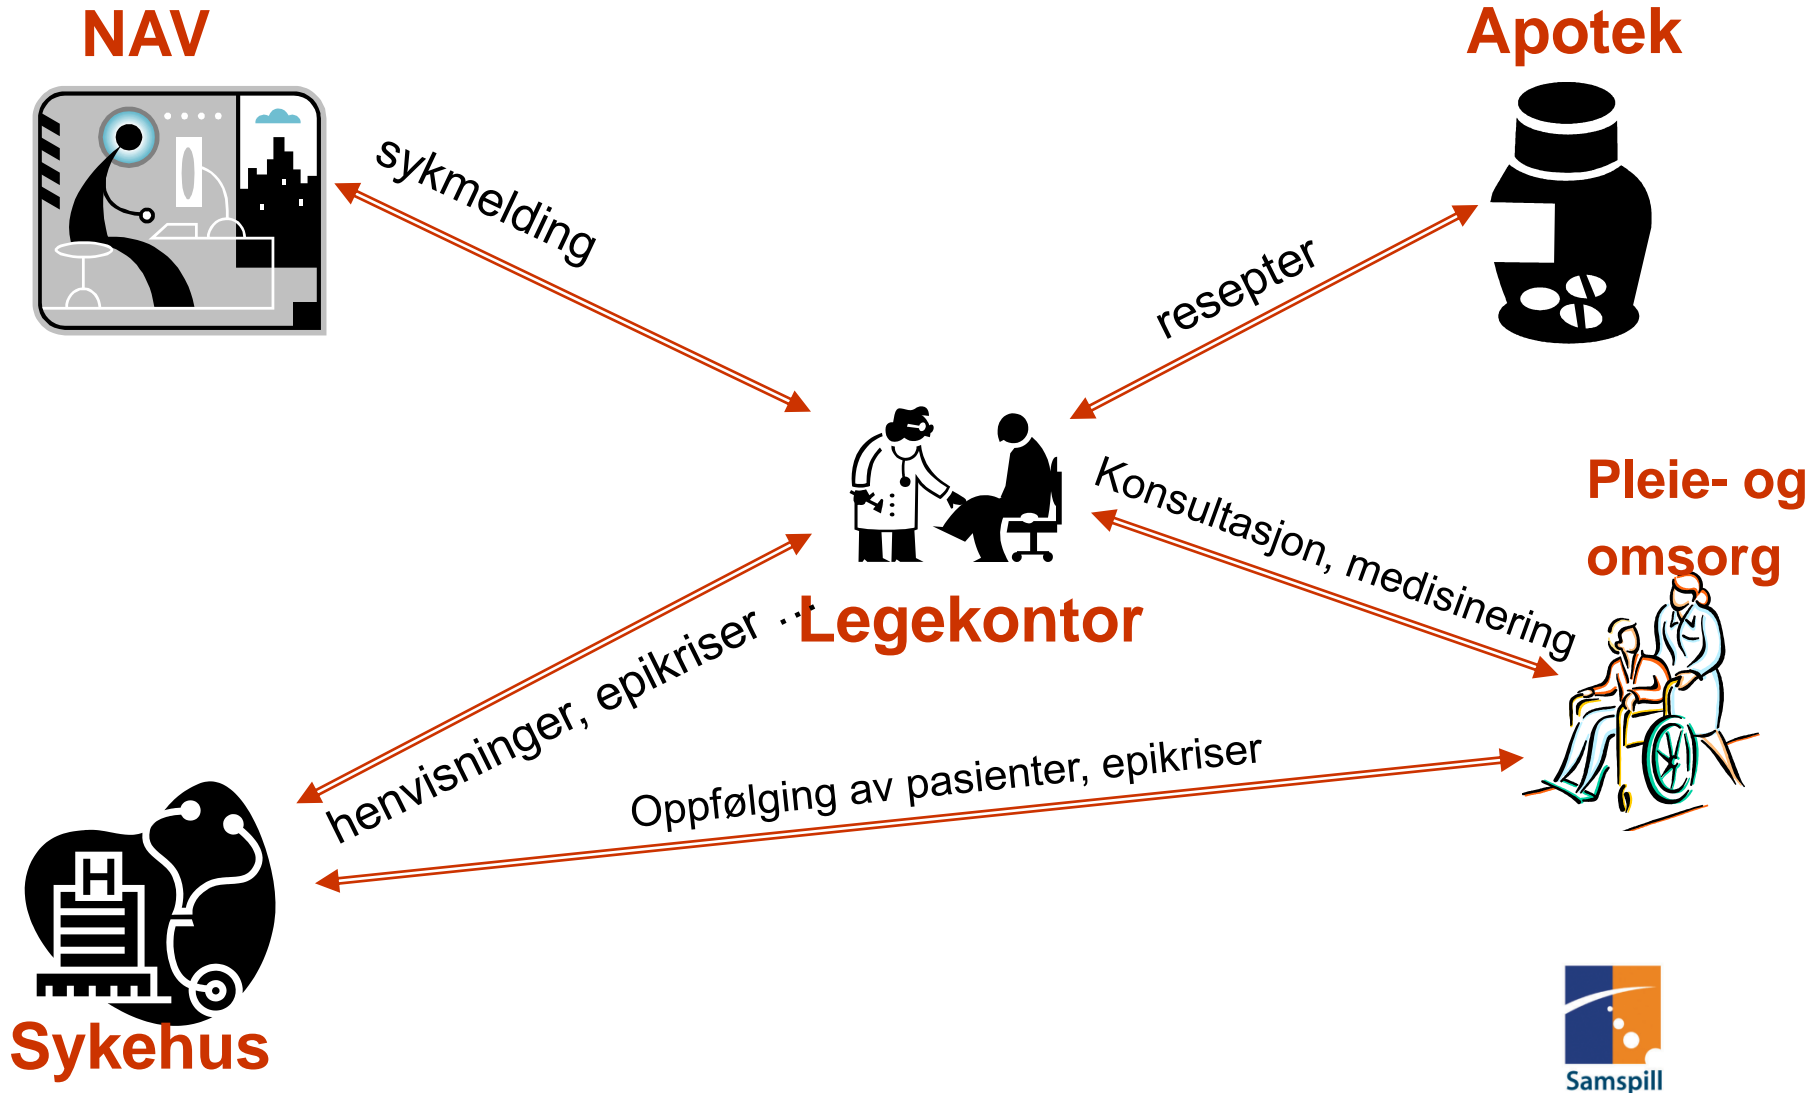 NAV
Apotek
sykmelding
resepter
Konsultasjon, medisinering
Pleie- og
omsorg
Legekontor
henvisninger, epikriser ...
Oppfølging av pasienter, epikriser
H
Sykehus
Samspill